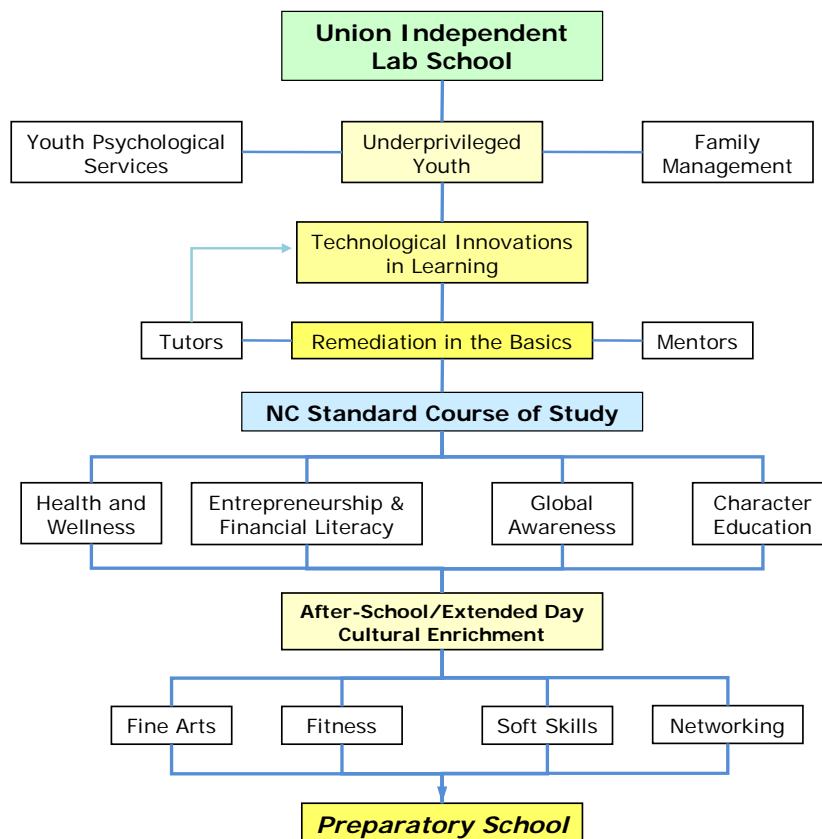 Union Independent
Lab School
Youth Psychological
Services
Underprivileged
Youth
Family
Management
Technological Innovations
in Learning
Tutors
Remediation in the Basics
Mentors
NC Standard Course of Study
Health and
Wellness
Entrepreneurship &
Financial Literacy
Global
Awareness
Character
Education
After-School/Extended Day
Cultural Enrichment
Fine Arts
Fitness
Soft Skills
Networking
Preparatory School